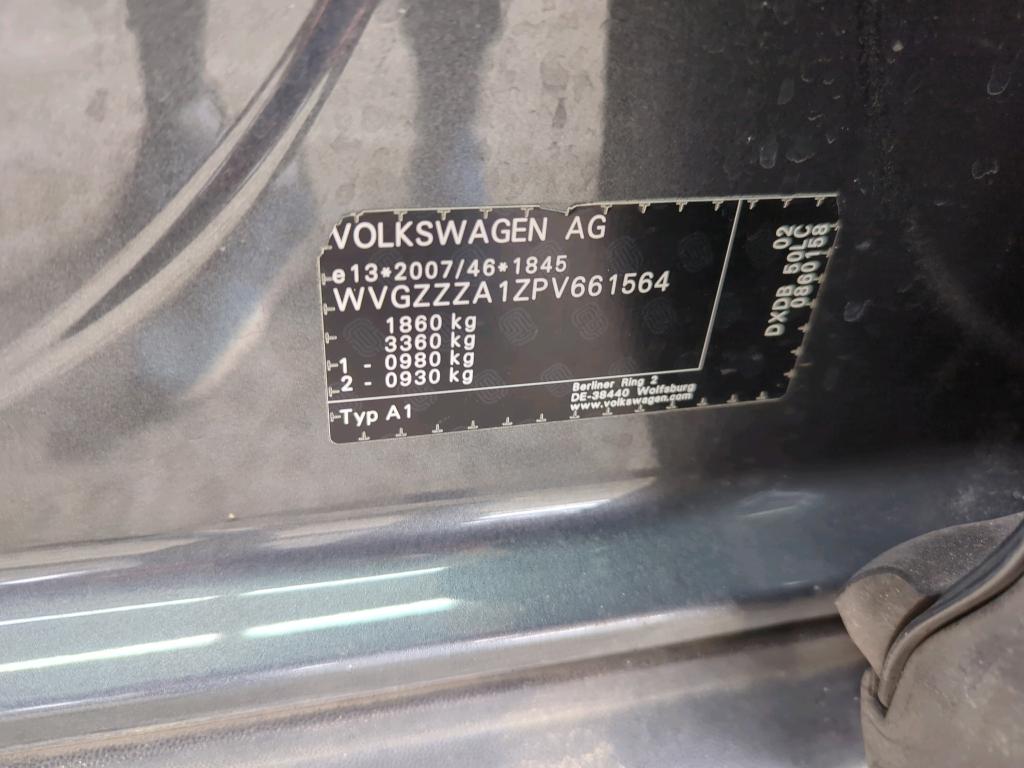 VOLKSWAGEN AG
e13*2007/46*1845
WVGZZZA1ZPV661564
1860 kg
3360 kg
1 - 0980 kg
2 - 0930 kg
Typ A1
Berliner Ring 2
DE-38440 Wolfsburg
www.volkswagen.com
DXDB 50LC 02
0860158